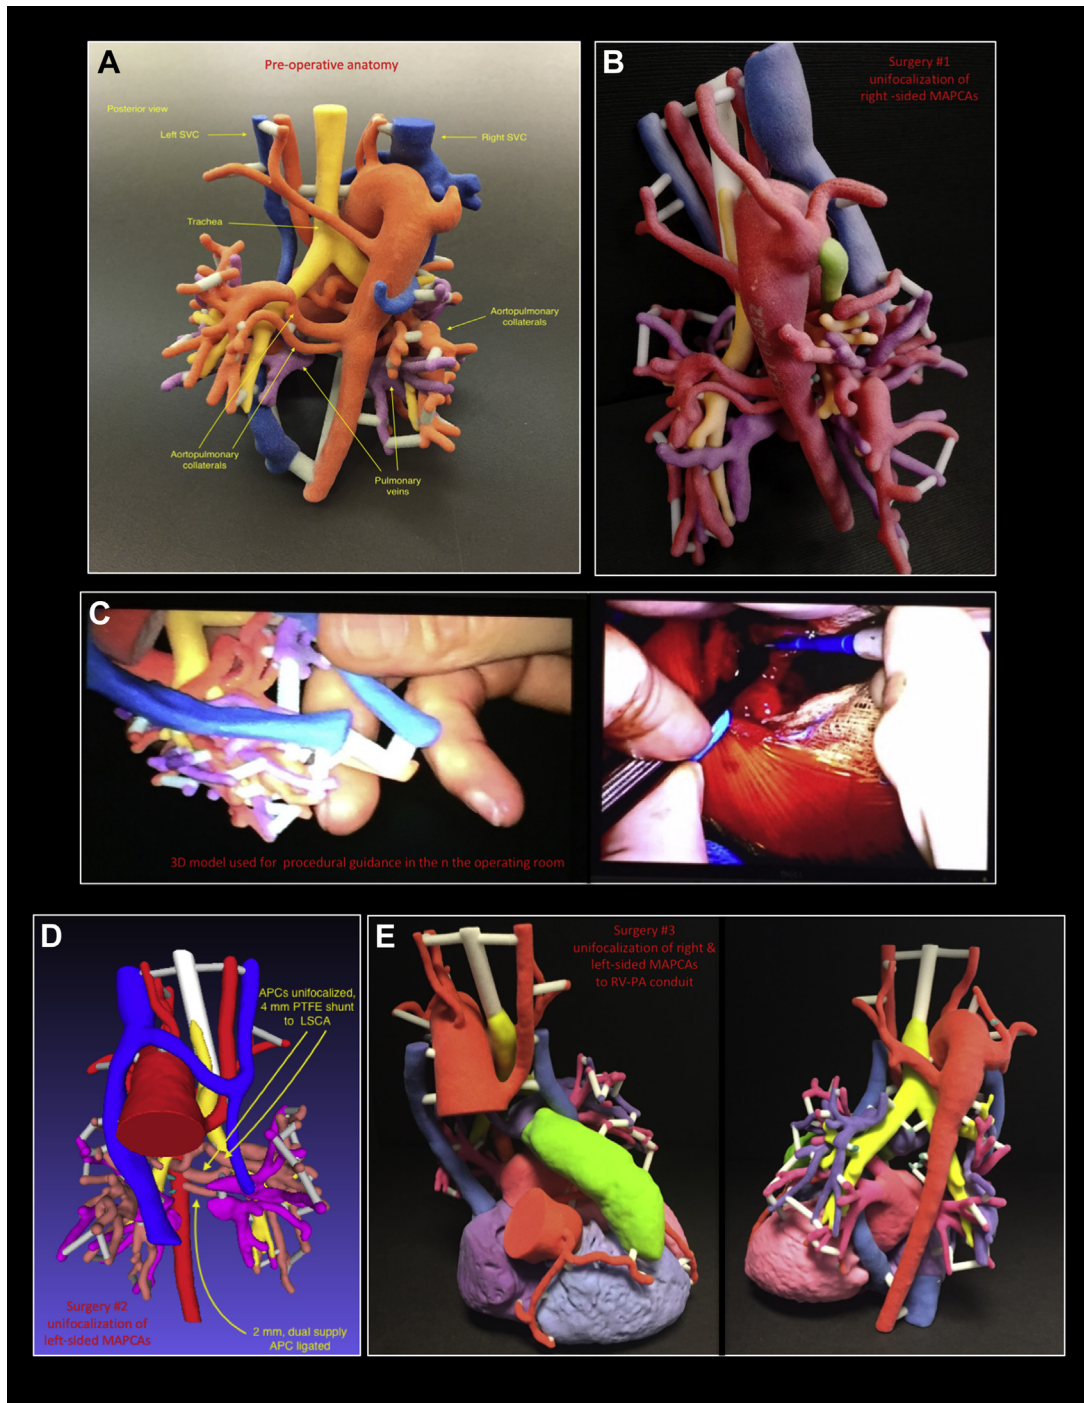 A
Pre-operative anatomy
Posterior view
Left SVC
Right SVC
Trachea
Aortopulmonary
collaterals
Aortopulmonary
collaterals
Pulmonary
veins
B
Surgery #1
unifocalization of
right -sided MAPCAs
C
3D model used for procedural guidance in the n the operating room
D
APCs unifocalized,
4 mm PTFE shunt
to LSCA
Surgery #2
unifocalization of
left-sided MAPCAs
2 mm, dual supply
APC ligated
E
Surgery #3
unifocalization of right &
left-sided MAPCAs
to RV-PA conduit